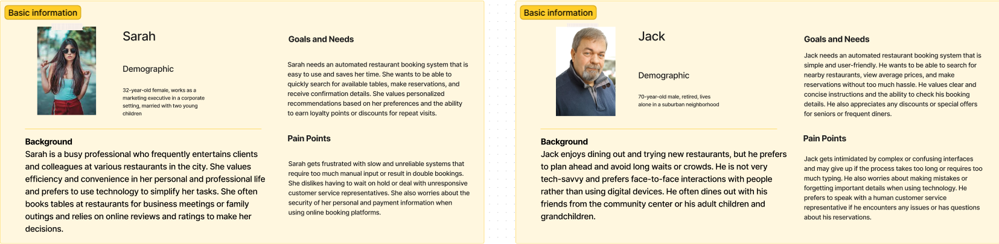 Basic information
Sarah
Demographic
32-year-old female, works as a
marketing executive in a corporate
setting, married with two young
children
Background
Sarah is a busy professional who frequently entertains clients
and colleagues at various restaurants in the city. She values
efficiency and convenience in her personal and professional life
and prefers to use technology to simplify her tasks. She often
books tables at restaurants for business meetings or family
outings and relies on online reviews and ratings to make her
decisions.
Goals and Needs
Sarah needs an automated restaurant booking system that is
easy to use and saves her time. She wants to be able to
quickly search for available tables, make reservations, and
receive confirmation details. She values personalized
recommendations based on her preferences and the ability
to earn loyalty points or discounts for repeat visits.
Pain Points
Sarah gets frustrated with slow and unreliable systems that
require too much manual input or result in double bookings.
She dislikes having to wait on hold or deal with unresponsive
customer service representatives. She also worries about the
security of her personal and payment information when
using online booking platforms.
Basic information
Jack
Demographic
70-year-old male, retired, lives
alone in a suburban neighborhood
Background
Jack enjoys dining out and trying new restaurants, but he prefers
to plan ahead and avoid long waits or crowds. He is not very
tech-savvy and prefers face-to-face interactions with people
rather than using digital devices. He often dines out with his
friends from the community center or his adult children and
grandchildren.
Goals and Needs
Jack needs an automated restaurant booking system that is
simple and user-friendly. He wants to be able to search for
nearby restaurants, view average prices, and make
reservations without too much hassle. He values clear and
concise instructions and the ability to check his booking
details. He also appreciates any discounts or special offers
for seniors or frequent diners.
Pain Points
Jack gets intimidated by complex or confusing interfaces
and may give up if the process takes too long or requires too
much typing. He also worries about making mistakes or
forgetting important details when using technology. He
prefers to speak with a human customer service
representative if he encounters any issues or has questions
about his reservations.